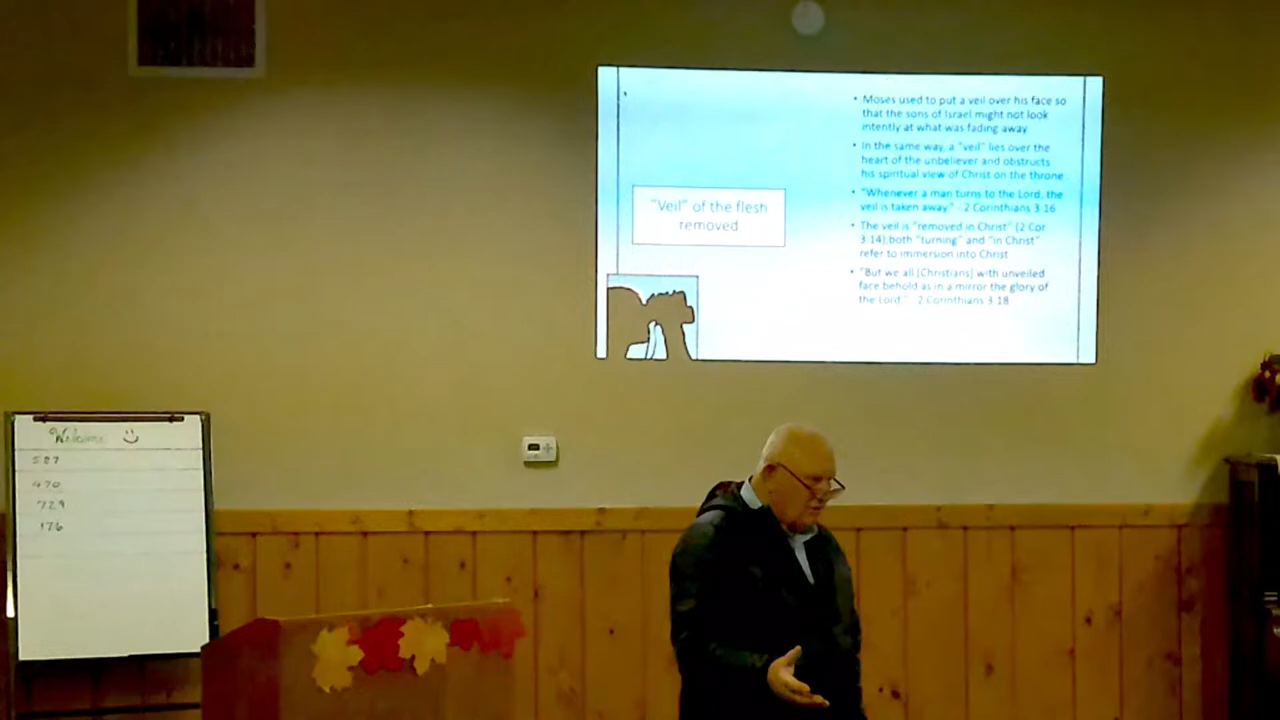 Moses used to put a veil over his face so
that the sons of Israel might not look
intently at what was fading away
In the same way, a "veil" lies over the
heart of the unbeliever and obstructs
his spiritual view of Christ on the throne
"Whenever a man turns to the Lord, the
veil is taken away" - 2 Corinthians 3:16
The veil is "removed in Christ" (2 Cor
3:14); both "turning" and "in Christ"
refer to immersion into Christ
"But we all [Christians] with unveiled
face behold as in a mirror the glory of
the Lord." - 2 Corinthians 3:18
"Veil" of the flesh
removed
Welcome
587
470
729
176